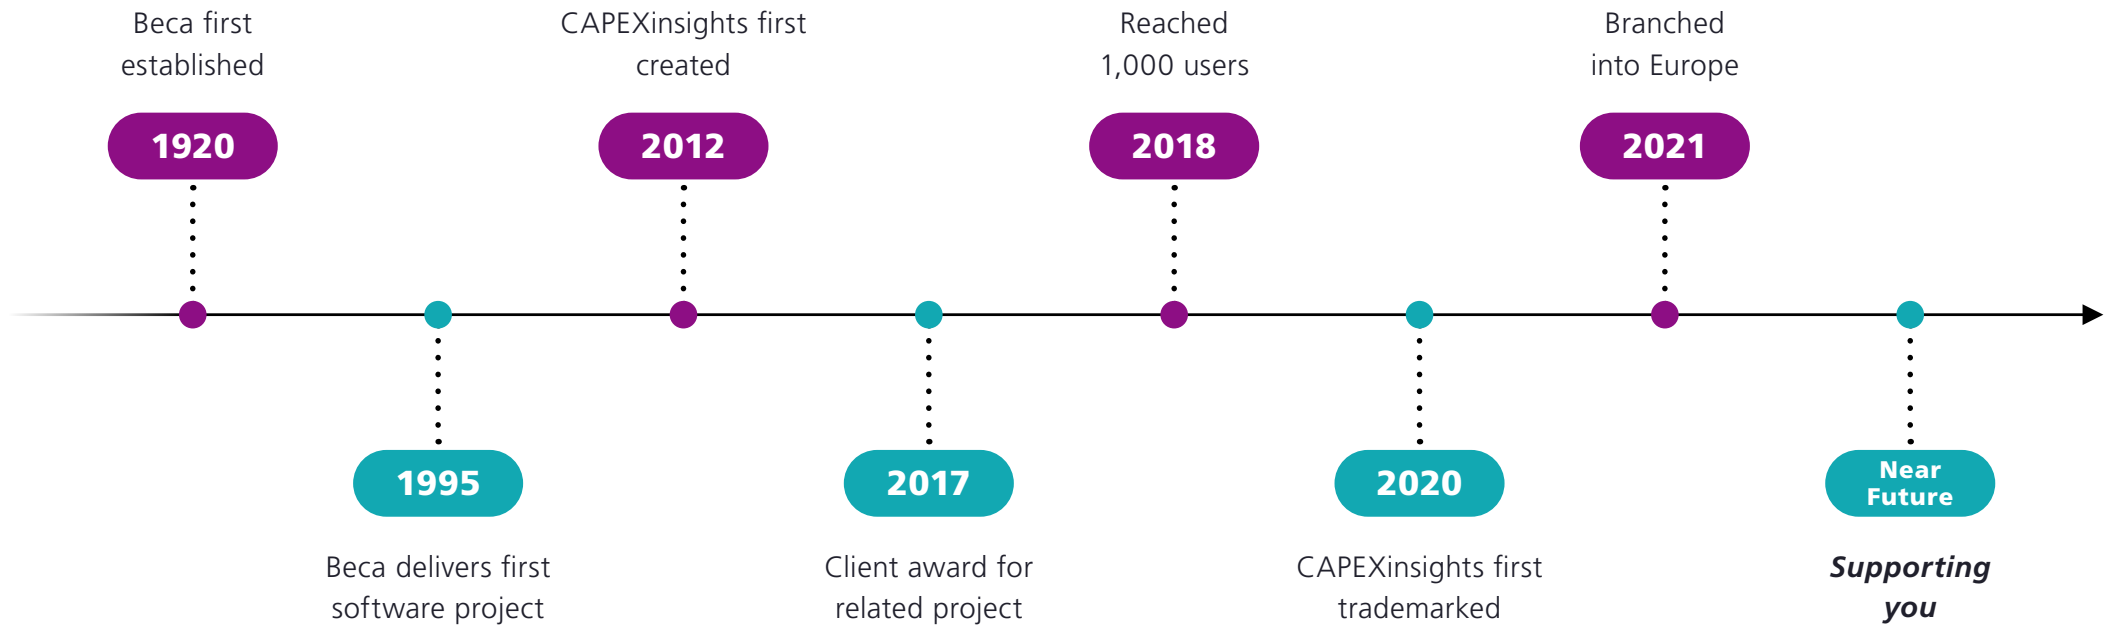 Beca first
established
1920
CAPEXinsights first
created
2012
Reached
1,000 users
2018
Branched
into Europe
2021
1995
Beca delivers first
software project
2017
Client award for
related project
2020
CAPEXinsights first
trademarked
Near
Future
Supporting
you